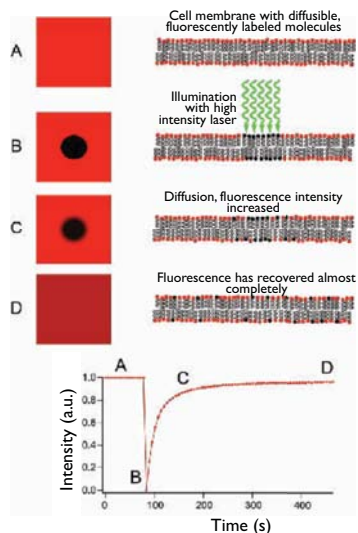 Cell membrane with diffusible,
fluorescently labeled molecules
A
Illumination
with high
intensity laser
B
Diffusion, fluorescence intensity
increased
C
Fluorescence has recovered almost
completely
D
A
C
D
B
1.0
0.8
0.6
0.4
0.2
0.0
Intensity (a.u.)
0
200
400
Time (s)